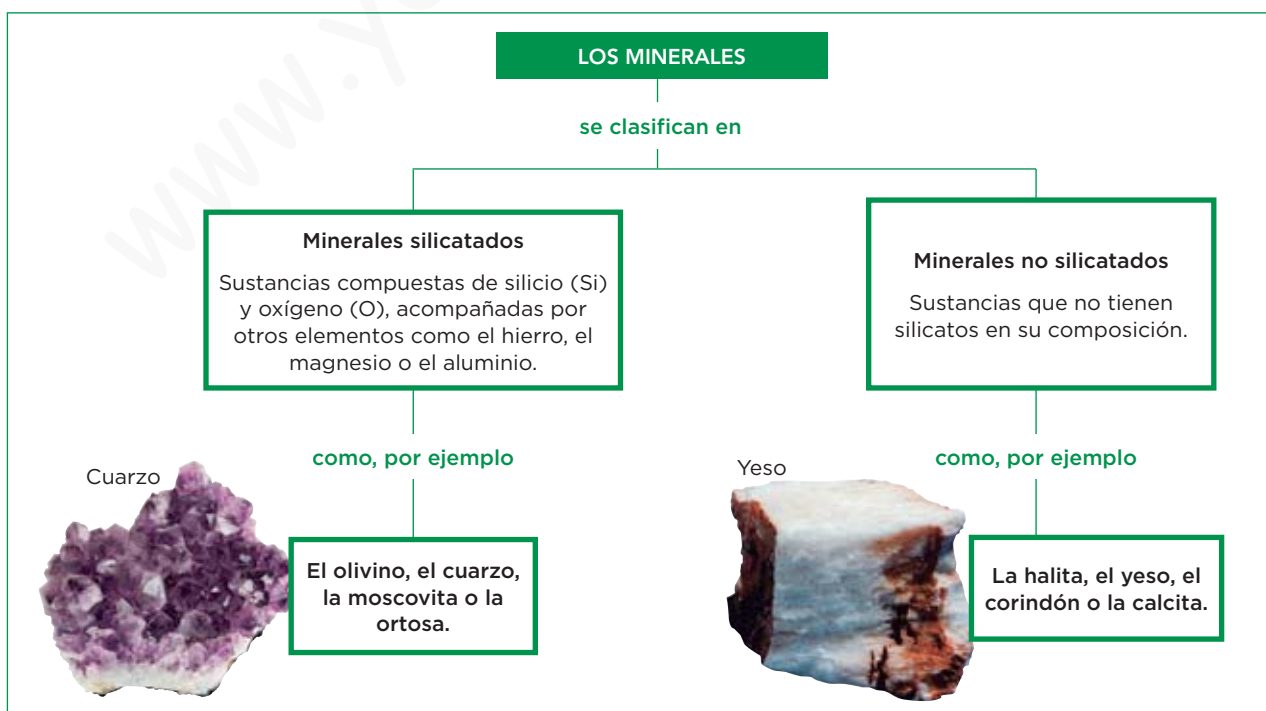 LOS MINERALES
se clasifican en
Minerales silicatados
Sustancias compuestas de silicio (Si)
y oxígeno (O), acompañadas por
otros elementos como el hierro, el
magnesio o el aluminio.
Minerales no silicatados
Sustancias que no tienen
silicatos en su composición.
como, por ejemplo
como, por ejemplo
Cuarzo
El olivino, el cuarzo,
la moscovita o la
ortosa.
Yeso
La halita, el yeso, el
corindón o la calcita.
www.y